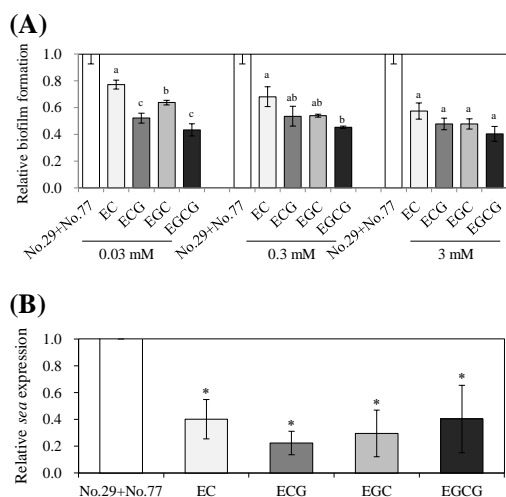 (A)
Relative biofilm formation
1.0
0.8
0.6
0.4
0.2
0.0
a
c
b
c
a
ab
ab
b
a
a
a
a
No.29+No.77
EC
ECG
EGC
EGCG
No.29+No.77
EC
ECG
EGC
EGCG
No.29+No.77
EC
ECG
EGC
EGCG
0.03 mM
0.3 mM
3 mM
(B)
Relative sea expression
1.0
0.8
0.6
0.4
0.2
0.0
*
*
*
*
No.29+No.77
EC
ECG
EGC
EGCG